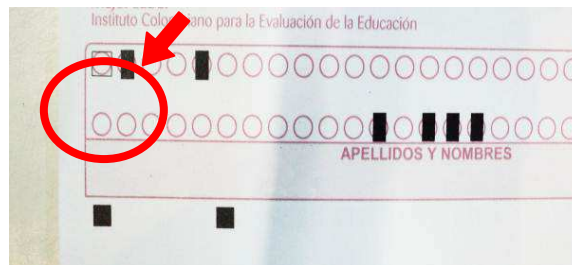 Instituto Colombiano para la Evaluación de la Educación
APELLIDOS Y NOMBRES